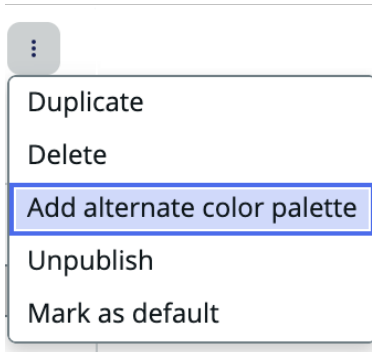 Duplicate
Delete
Add alternate color palette
Unpublish
Mark as default